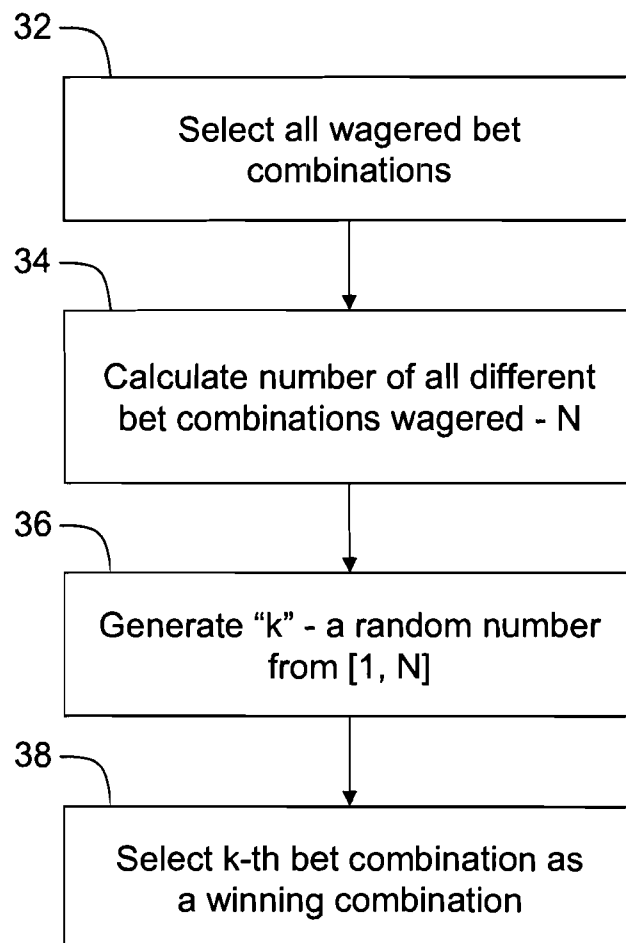 32
Select all wagered bet
combinations
34
Calculate number of all different
bet combinations wagered - N
36
Generate “k” - a random number
from [1, N]
38
Select k-th bet combination as
a winning combination